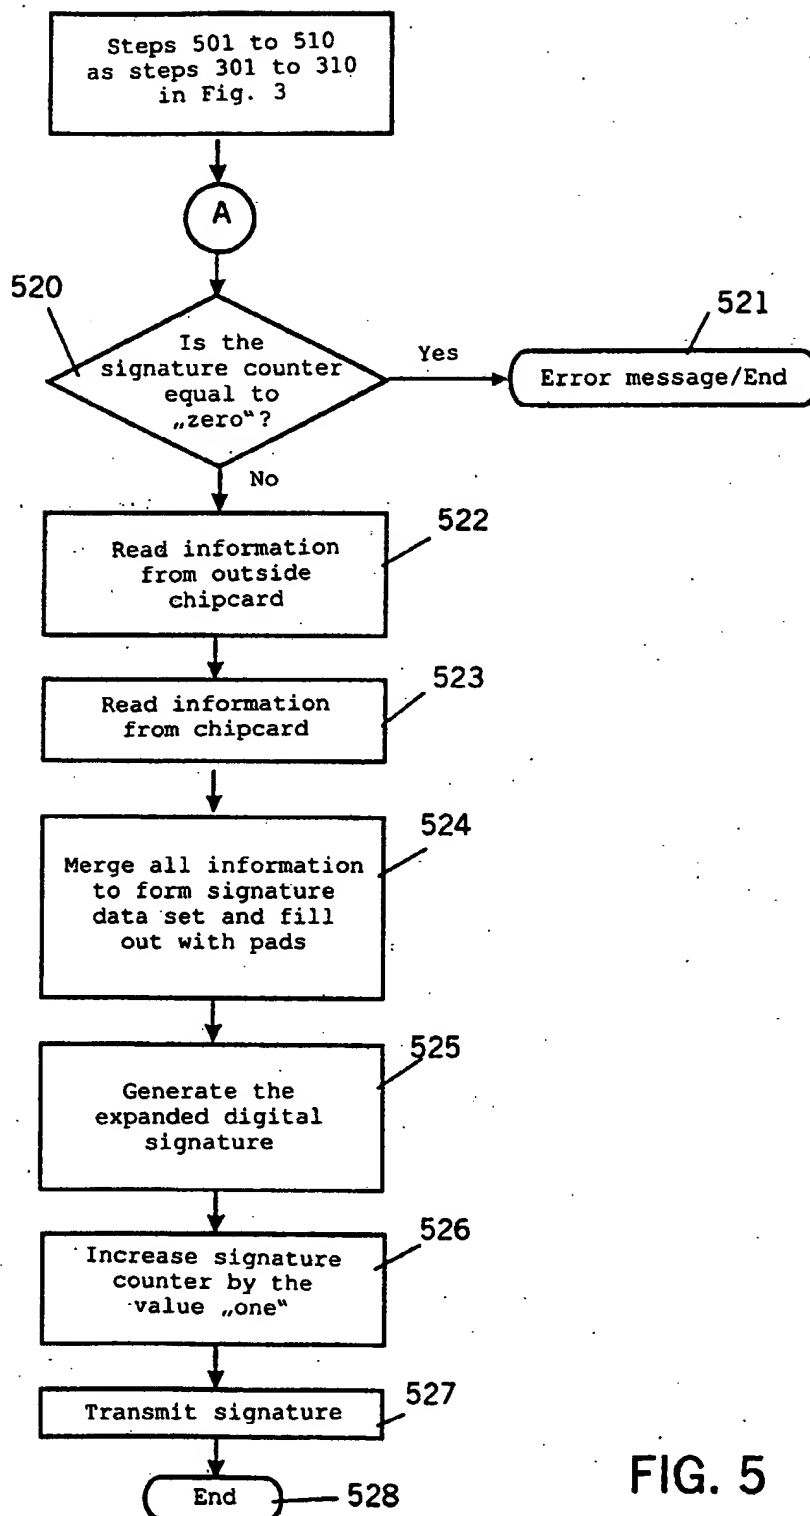 Steps 501 to 510
as steps 301 to 310
in Fig. 3
A
520
Is the
signature counter
equal to
„zero“?
Yes
521
Error message/End
No
522
Read information
from outside
chipcard
523
Read information
from chipcard
524
Merge all information
to form signature
data set and fill
out with pads
525
Generate the
expanded digital
signature
526
Increase signature
counter by the
value „one“
527
Transmit signature
End
528
FIG. 5